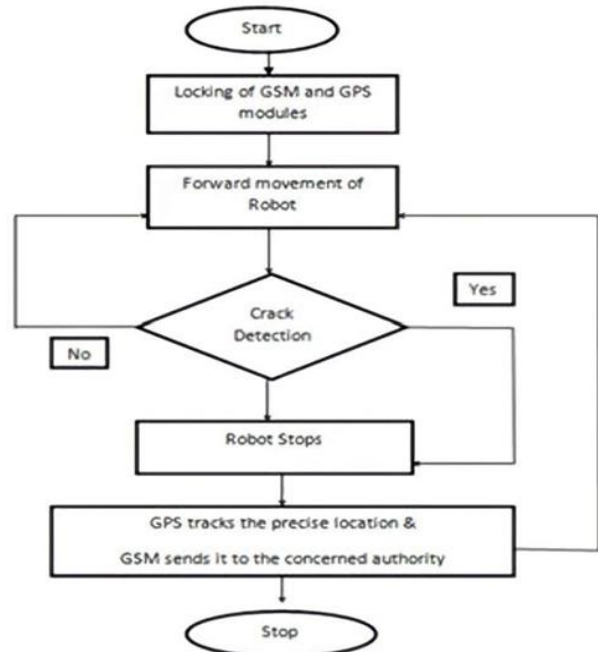 Start
Locking of GSM and GPS
modules
Forward movement of
Robot
Yes
Crack
Detection
No
Robot Stops
GPS tracks the precise location &
GSM sends it to the concerned authority
Stop